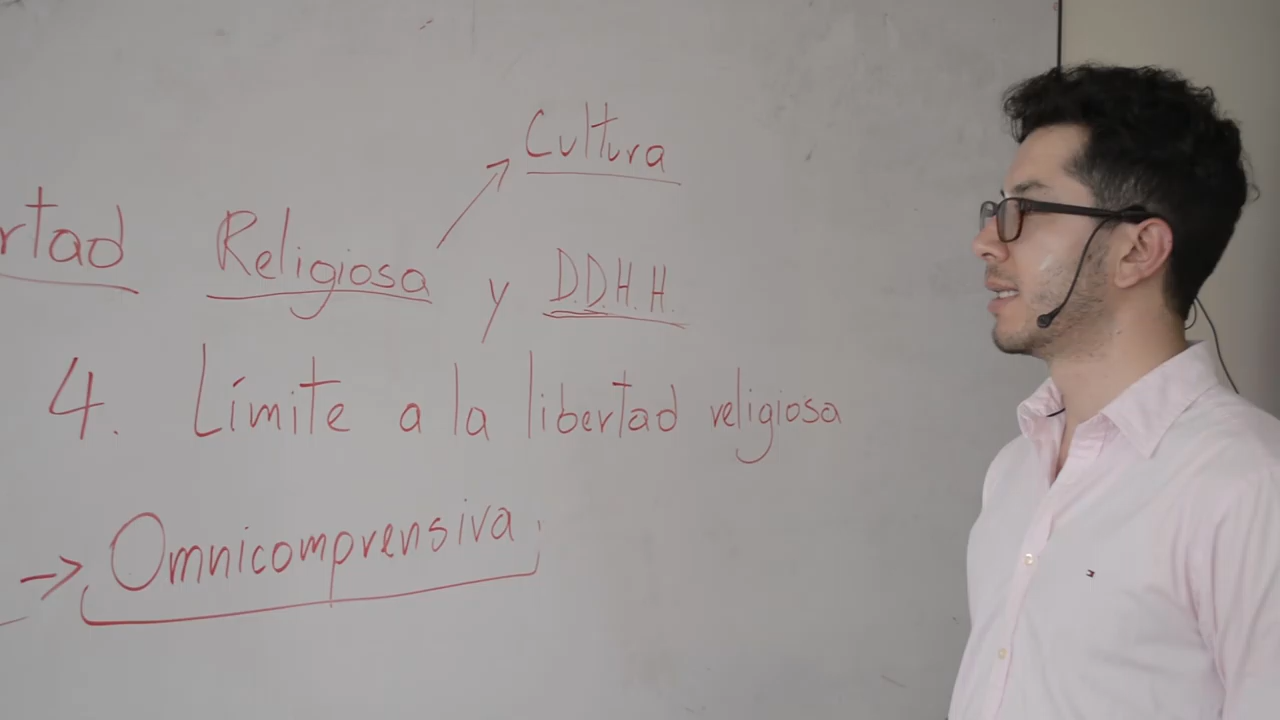 Cultura
rtad Religiosa y D.D.H.H.
4. Límite a la libertad religiosa
→ Omnicomprensiva